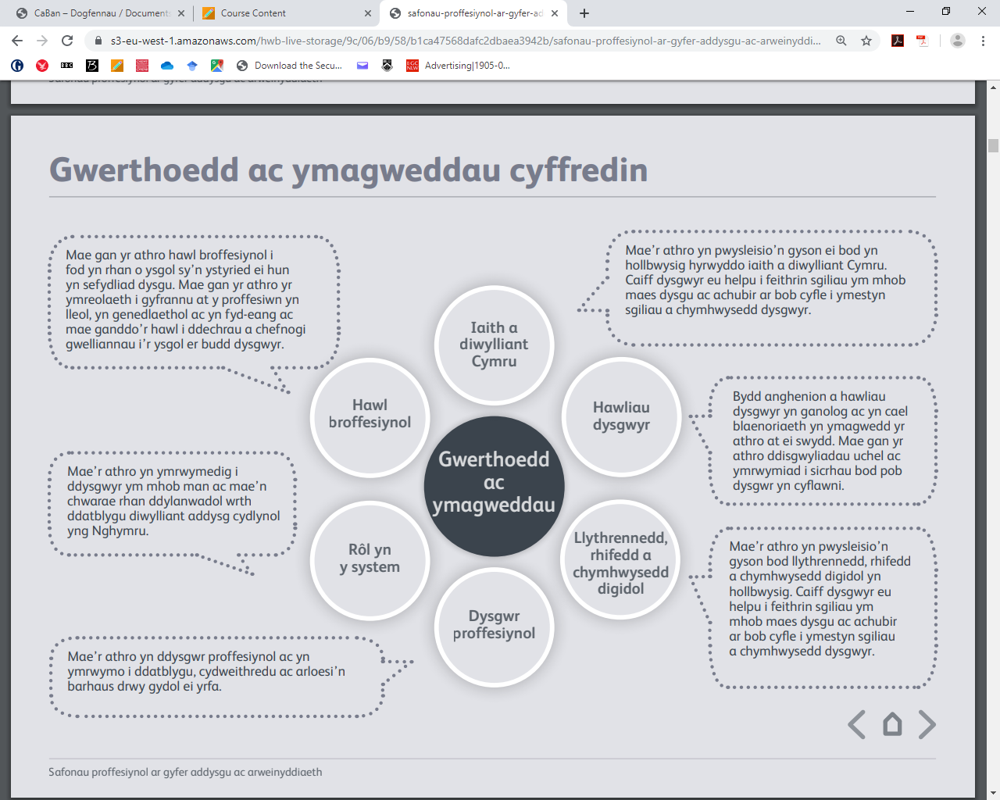 CaBan – Dogfennau / Document
Course Content
safonau-proffesiynol-ar-gyfer-ad
s3-eu-west-1.amazonaws.com/hwb-live-storage/9c/06/b9/58/b1ca47568dafc2dbaea3942b/safonau-proffesiynol-ar-gyfer-addysgu-ac-arweinyddi...
BBC
Download the Secu...
Advertising|1905-0...
Safonau proffesiynol ar gyfer addysgu ac arweinyddiaeth
Gwerthoedd ac ymagweddau cyffredin
Mae gan yr athro hawl broffesiynol i
fod yn rhan o ysgol sy'n ystyried ei hun
yn sefydliad dysgu. Mae gan yr athro yr
ymreolaeth i gyfrannu at y proffesiwn yn
lleol, yn genedlaethol ac yn fyd-eang ac
mae ganddo'r hawl i ddechrau a chefnogi
gwelliannau i'r ysgol er budd dysgwyr.
Mae'r athro yn pwysleisio'n gyson ei bod yn
hollbwysig hyrwyddo iaith a diwylliant Cymru.
Caiff dysgwyr eu helpu i feithrin sgiliau ym mhob
maes dysgu ac achubir ar bob cyfle i ymestyn
sgiliau a chymhwysedd dysgwyr.
Iaith a
diwylliant
Cymru
Hawl
broffesiynol
Hawliau
dysgwyr
Bydd anghenion a hawliau
dysgwyr yn ganolog ac yn cael
blaenoriaeth yn ymagwedd yr
athro at ei swydd. Mae gan yr
athro ddisgwyliadau uchel ac
ymrwymiad i sicrhau bod pob
dysgwr yn cyflawni.
Gwerthoedd
ac
ymagweddau
Mae'r athro yn ymrwymedig i
ddysgwyr ym mhob man ac mae'n
chwarae rhan ddylanwadol wrth
ddatblygu diwylliant addysg cydlynol
yng Nghymru.
Rôl yn
y system
Llythrennedd,
rhifedd a
chymhwysedd
digidol
Mae'r athro yn pwysleisio'n
gyson bod llythrennedd, rhifedd
a chymhwysedd digidol yn
hollbwysig. Caiff dysgwyr eu
helpu i feithrin sgiliau ym
mhob maes dysgu ac achubir
ar bob cyfle i ymestyn sgiliau
a chymhwysedd dysgwyr.
Dysgwr
proffesiynol
Mae'r athro yn ddysgwr proffesiynol ac yn
ymrwymo i ddatblygu, cydweithredu ac arloesi'n
barhaus drwy gydol ei yrfa.
Safonau proffesiynol ar gyfer addysgu ac arweinyddiaeth